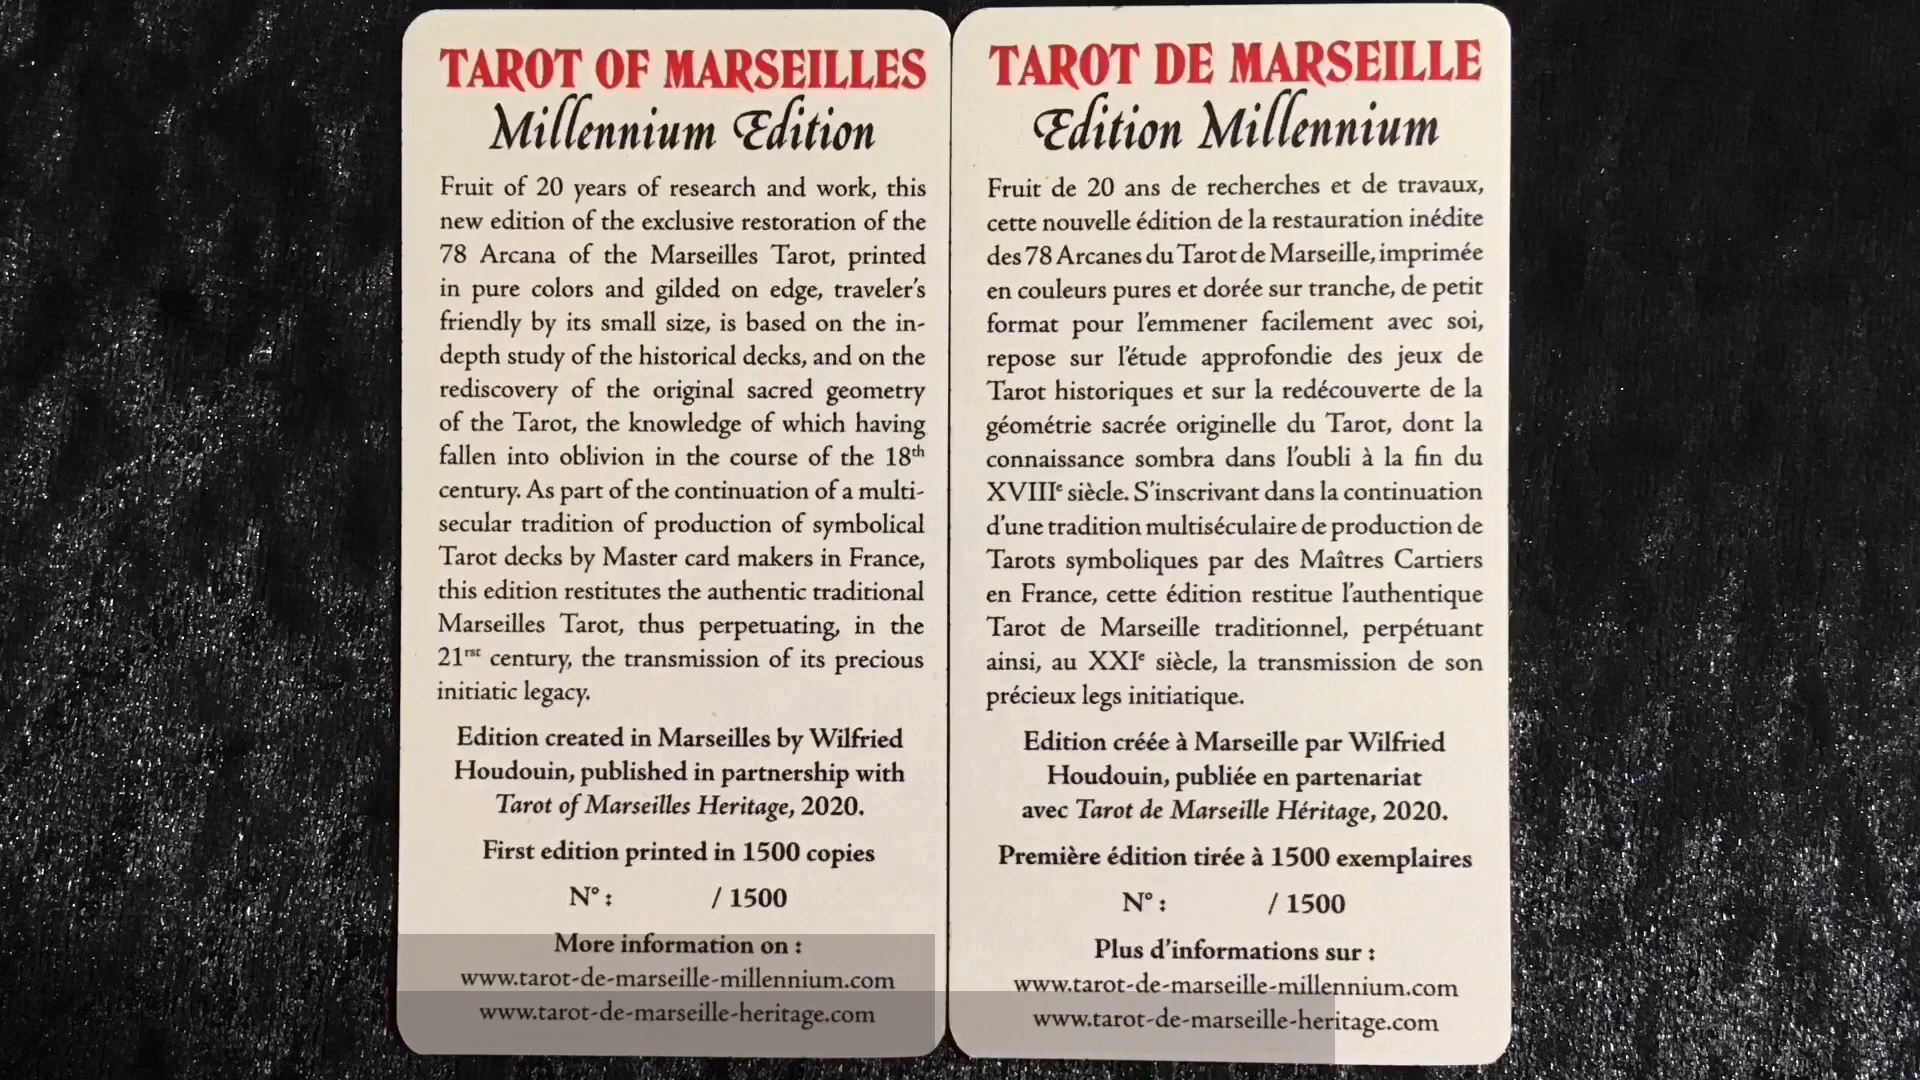 TAROT OF MARSEILLES
Millennium Edition
Fruit of 20 years of research and work, this
new edition of the exclusive restoration of the
78 Arcana of the Marseilles Tarot, printed
in pure colors and gilded on edge, traveler's
friendly by its small size, is based on the in-
depth study of the historical decks, and on the
rediscovery of the original sacred geometry
of the Tarot, the knowledge of which having
fallen into oblivion in the course of the 18th
century. As part of the continuation of a multi-
secular tradition of production of symbolical
Tarot decks by Master card makers in France,
this edition restitutes the authentic traditional
Marseilles Tarot, thus perpetuating, in the
21rst century, the transmission of its precious
initiatic legacy.
Edition created in Marseilles by Wilfried
Houdouin, published in partnership with
Tarot of Marseilles Heritage, 2020.
First edition printed in 1500 copies
N° : / 1500
More information on :
www.tarot-de-marseille-millennium.com
www.tarot-de-marseille-heritage.com
TAROT DE MARSEILLE
Edition Millennium
Fruit de 20 ans de recherches et de travaux,
cette nouvelle édition de la restauration inédite
des 78 Arcanes du Tarot de Marseille, imprimée
en couleurs pures et dorée sur tranche, de petit
format pour l'emmener facilement avec soi,
repose sur l'étude approfondie des jeux de
Tarot historiques et sur la redécouverte de la
géométrie sacrée originelle du Tarot, dont la
connaissance sombra dans l'oubli à la fin du
XVIIIe siècle. S'inscrivant dans la continuation
d'une tradition multiséculaire de production de
Tarots symboliques par des Maîtres Cartiers
en France, cette édition restitue l'authentique
Tarot de Marseille traditionnel, perpétuant
ainsi, au XXIe siècle, la transmission de son
précieux legs initiatique.
Edition créée à Marseille par Wilfried
Houdouin, publiée en partenariat
avec Tarot de Marseille Héritage, 2020.
Première édition tirée à 1500 exemplaires
N° : / 1500
Plus d'informations sur :
www.tarot-de-marseille-millennium.com
www.tarot-de-marseille-heritage.com